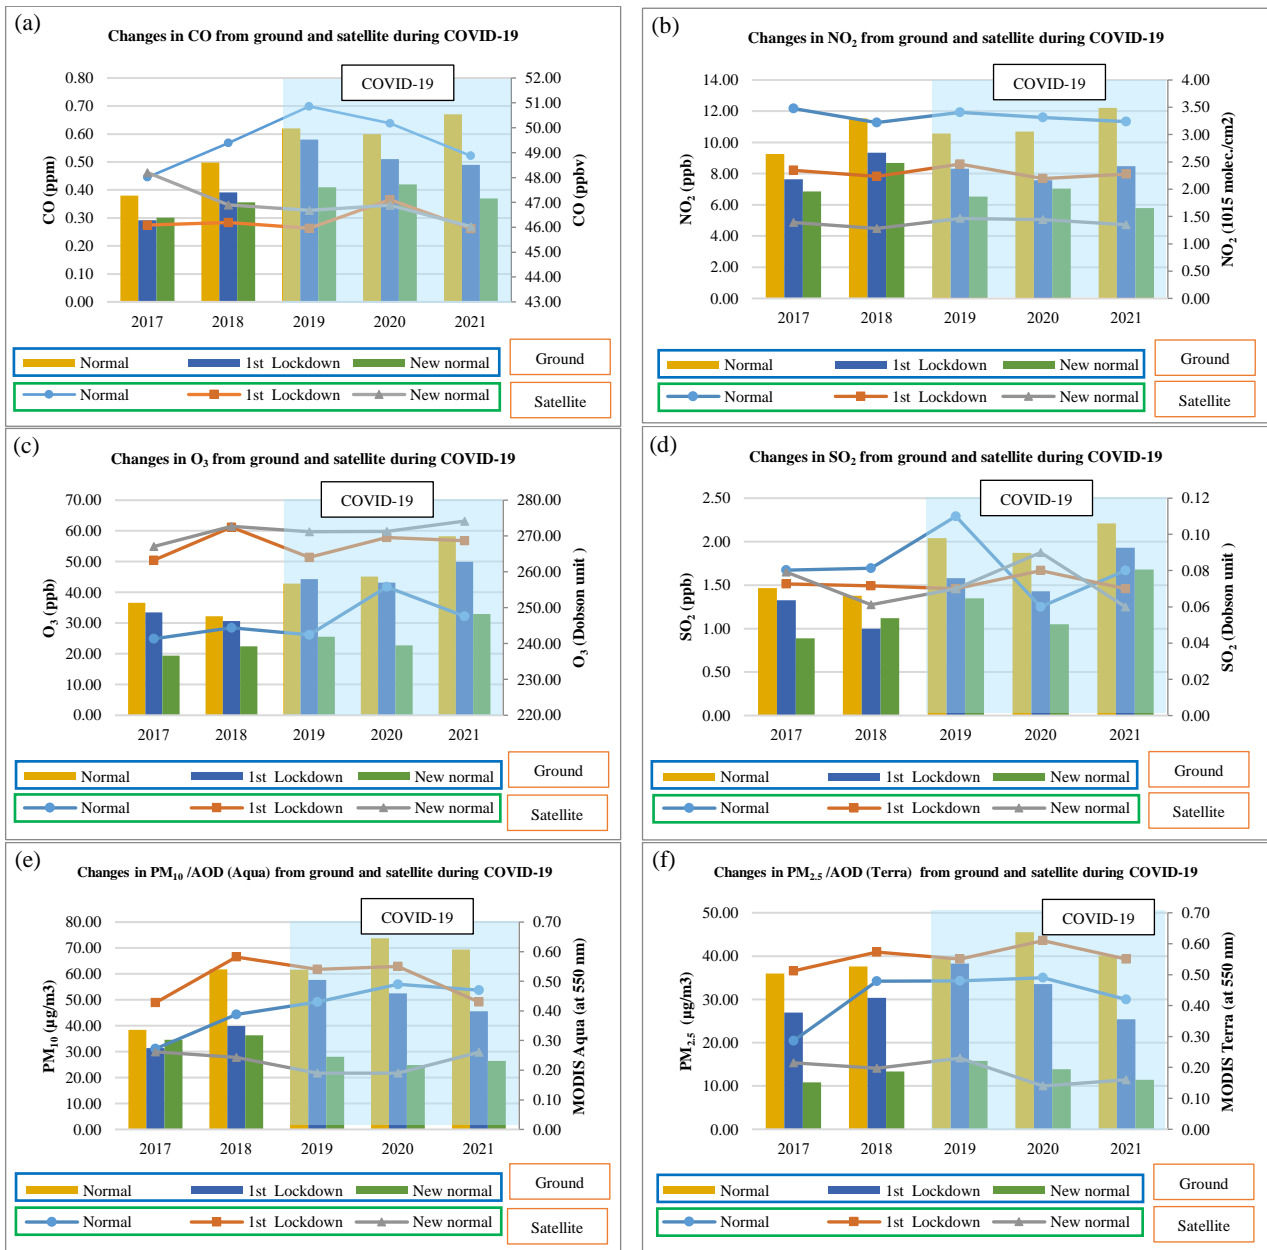 (a)
Changes in CO from ground and satellite during COVID-19
COVID-19
0.80
0.70
0.60
0.50
0.40
0.30
0.20
0.10
0.00
CO (ppm)
52.00
51.00
50.00
49.00
48.00
47.00
46.00
45.00
44.00
43.00
CO (ppbv)
2017 2018 2019 2020 2021
Normal 1st Lockdown New normal Ground
Normal 1st Lockdown New normal Satellite
(b)
Changes in NO₂ from ground and satellite during COVID-19
COVID-19
14.00
12.00
10.00
8.00
6.00
4.00
2.00
0.00
NO₂ (ppb)
4.00
3.50
3.00
2.50
2.00
1.50
1.00
0.50
0.00
NO₂ (1015 molec./cm2)
2017 2018 2019 2020 2021
Normal 1st Lockdown New normal Ground
Normal 1st Lockdown New normal Satellite
(c)
Changes in O₃ from ground and satellite during COVID-19
COVID-19
70.00
60.00
50.00
40.00
30.00
20.00
10.00
0.00
O₃ (ppb)
280.00
270.00
260.00
250.00
240.00
230.00
220.00
O₃ (Dobson unit )
2017 2018 2019 2020 2021
Normal 1st Lockdown New normal Ground
Normal 1st Lockdown New normal Satellite
(d)
Changes in SO₂ from ground and satellite during COVID-19
COVID-19
2.50
2.00
1.50
1.00
0.50
0.00
SO₂ (ppb)
0.12
0.10
0.08
0.06
0.04
0.02
0.00
SO₂ (Dobson unit )
2017 2018 2019 2020 2021
Normal 1st Lockdown New normal Ground
Normal 1st Lockdown New normal Satellite
(e)
Changes in PM₁₀ /AOD (Aqua) from ground and satellite during COVID-19
COVID-19
80.00
70.00
60.00
50.00
40.00
30.00
20.00
10.00
0.00
PM₁₀ (µg/m3)
0.70
0.60
0.50
0.40
0.30
0.20
0.10
0.00
MODIS Aqua (at 550 nm)
2017 2018 2019 2020 2021
Normal 1st Lockdown New normal Ground
Normal 1st Lockdown New normal Satellite
(f)
Changes in PM₂.₅ /AOD (Terra) from ground and satellite during COVID-19
COVID-19
50.00
40.00
30.00
20.00
10.00
0.00
PM₂.₅ (µg/m3)
0.70
0.60
0.50
0.40
0.30
0.20
0.10
0.00
MODIS Terra (at 550 nm)
2017 2018 2019 2020 2021
Normal 1st Lockdown New normal Ground
Normal 1st Lockdown New normal Satellite